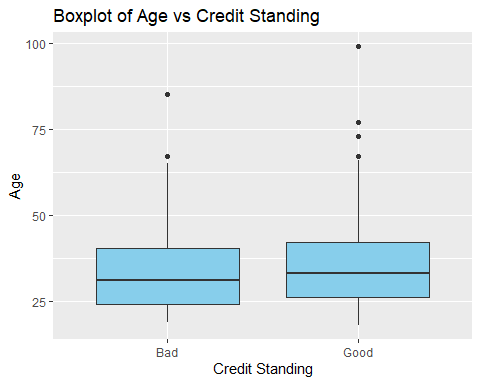 Boxplot of Age vs Credit Standing
100
75
50
25
Age
Bad
Good
Credit Standing